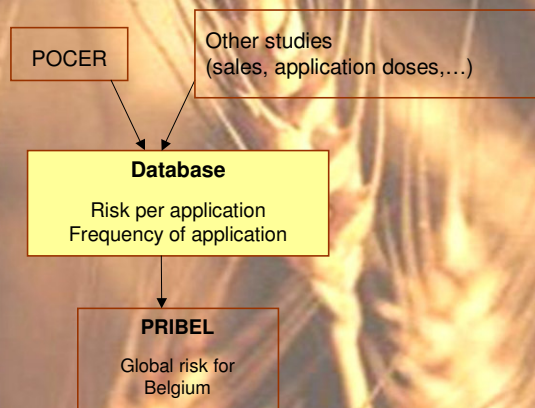 POCER
Other studies
(sales, application doses,...)
Database
Risk per application
Frequency of application
PRIBEL
Global risk for
Belgium